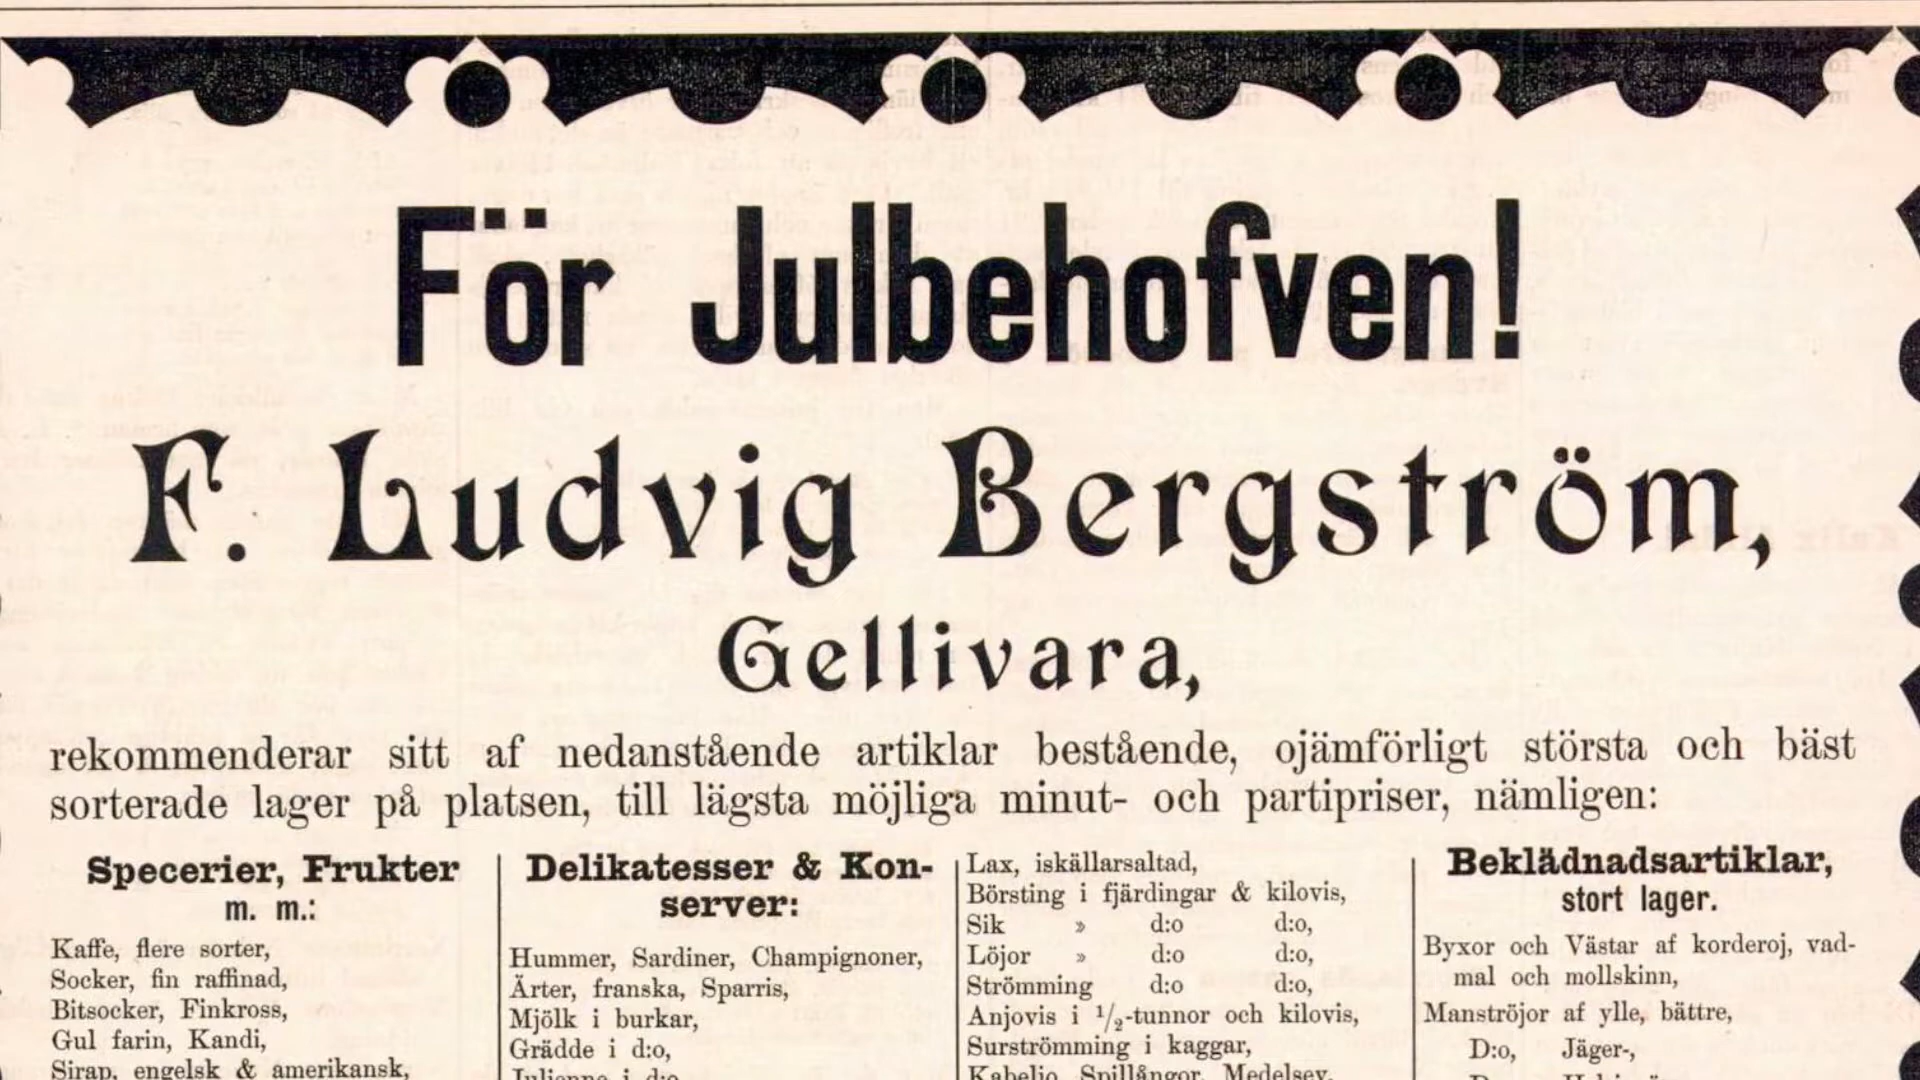 För Julbehofven!
F. Ludvig Bergström,
Gellivara,
rekommenderar sitt af nedanstående artiklar bestående, ojämförligt största och bäst
sorterade lager på platsen, till lägsta möjliga minut- och partipriser, nämligen:
Specerier, Frukter
m. m.:
Kaffe, flere sorter,
Socker, fin raffinad,
Bitsocker, Finkross,
Gul farin, Kandi,
Sirap, engelsk & amerikansk,
Delikatesser & Kon-
server:
Hummer, Sardiner, Champignoner,
Ärter, franska, Sparris,
Mjölk i burkar,
Grädde i d:o,
Julienne i d:o
Lax, iskällarsaltad,
Börsting i fjärdingar & kilovis,
Sik » d:o d:o,
Löjor » d:o d:o,
Strömming d:o d:o,
Anjovis i 1/2-tunnor och kilovis,
Surströmming i kaggar,
Kabeljo, Spillångor, Medelsey,
Beklädnadsartiklar,
stort lager.
Byxor och Västar af korderoj, vad-
mal och mollskinn,
Manströjor af ylle, bättre,
D:o, Jäger-,